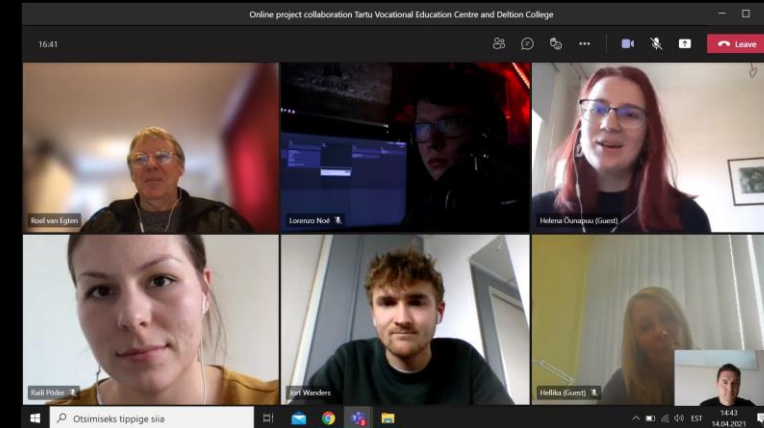 Online project collaboration Tartu Vocational Education Centre and Deltion College
16:41
Leave
Roel van Egten
Lorenzo Noé
Helena Õunapuu (Guest)
Raili Põder
Jort Wanders
Hellika (Guest)
Otsimiseks tippige siia
EST
14:43
14.04.2021